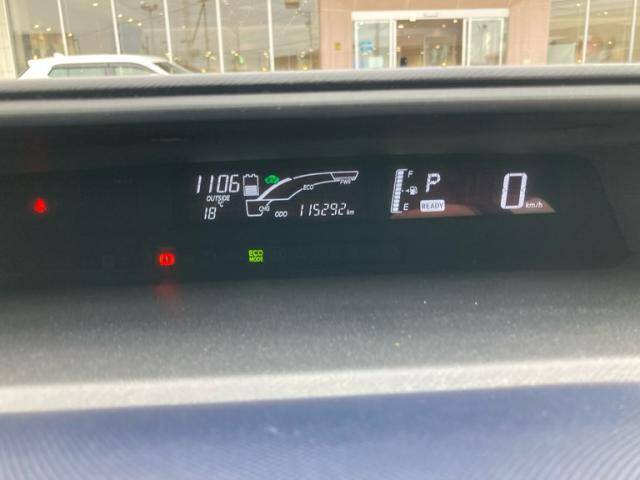 1106
OUTSIDE
18 °C
CHG ECO PWR
ODO 115292 km
F
E
P
READY
0 km/h
ECO
MODE